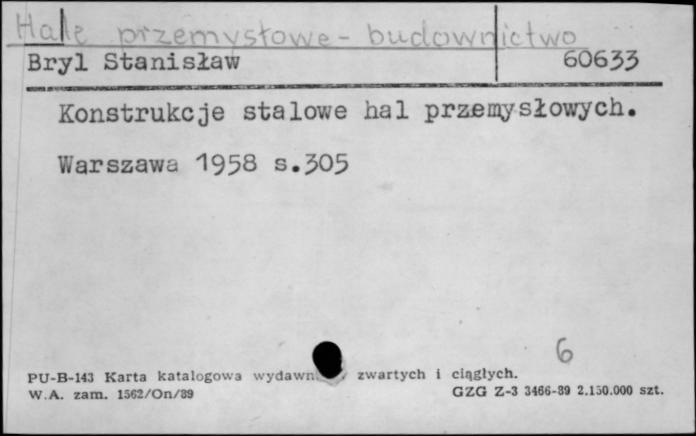 Hale przemysłowe - budownictwo
Bryl Stanisław 60633
Konstrukcje stalowe hal przemysłowych.
Warszawa 1958 s.305
6
PU-B-143 Karta katalogowa zwartych i ciągłych.
W.A. zam. 1562/On/89 GZG Z-3 3466-89 2.150.000 szt.